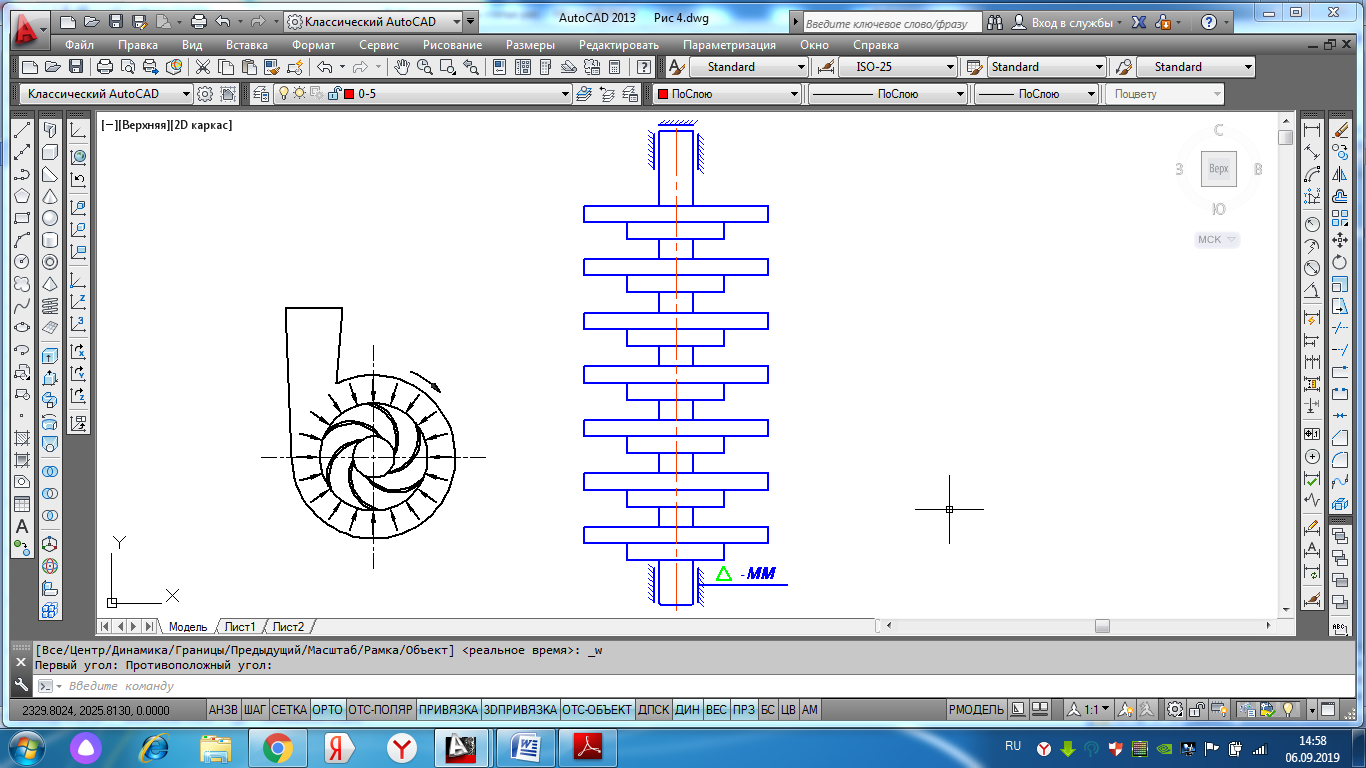 AutoCAD 2013 Рис 4.dwg
Классический AutoCAD
Введите ключевое слово/фразу
Вход в службы
Файл Правка Вид Вставка Формат Сервис Рисование Размеры Редактировать Параметризация Окно Справка
Standard ISO-25 Standard Standard
Классический AutoCAD 0-5 ПоСлою ПоСлою ПоСлою Поцвету
[−][Верхняя][2D каркас]
С
З Верх В
Ю
МСК
-ММ
Y
X
Модель Лист1 Лист2
[Все/Центр/Динамика/Границы/Предыдущий/Масштаб/Рамка/Объект] <реальное время>: _w
Первый угол: Противоположный угол:
Введите команду
2329.8024, 2025.8130, 0.0000 АНЗВ ШАГ СЕТКА ОРТО ОТС-ПОЛЯР ПРИВЯЗКА 3DПРИВЯЗКА ОТС-ОБЪЕКТ ДПСК ДИН ВЕС ПРЗ БС ЦВ АМ РМОДЕЛЬ 1:1
RU
14:58
06.09.2019